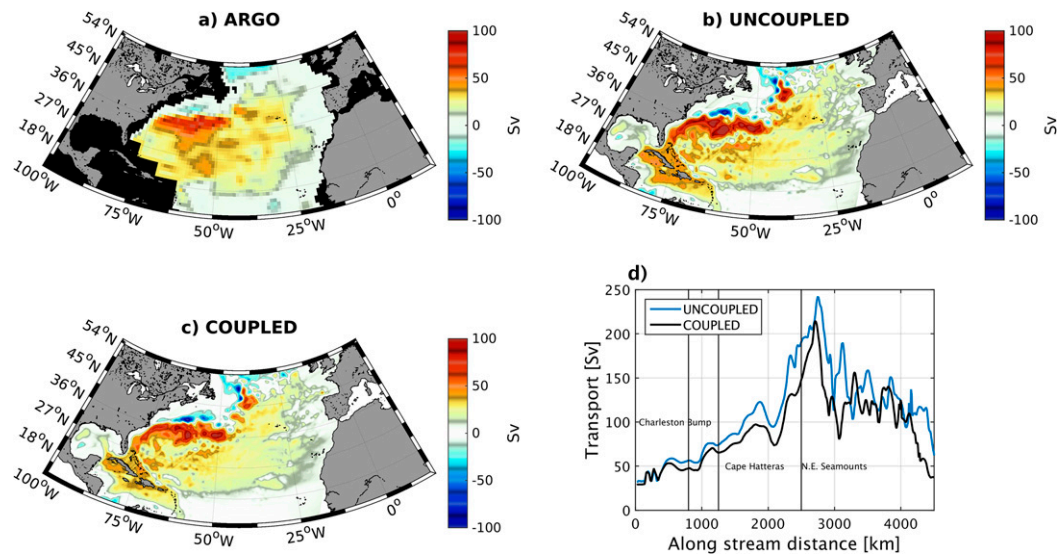 a) ARGO
54°N
45°N
36°N
27°N
18°N
100°W
75°W
50°W
25°W
0°
100
50
0
-50
-100
Sv
b) UNCOUPLED
54°N
45°N
36°N
27°N
18°N
100°W
75°W
50°W
25°W
0°
100
50
0
-50
-100
Sv
c) COUPLED
54°N
45°N
36°N
27°N
18°N
100°W
75°W
50°W
25°W
0°
100
50
0
-50
-100
Sv
d)
250
200
150
100
50
0
Transport [Sv]
UNCOUPLED
COUPLED
Charleston Bump
Cape Hatteras
N.E. Seamounts
0
1000
2000
3000
4000
Along stream distance [km]